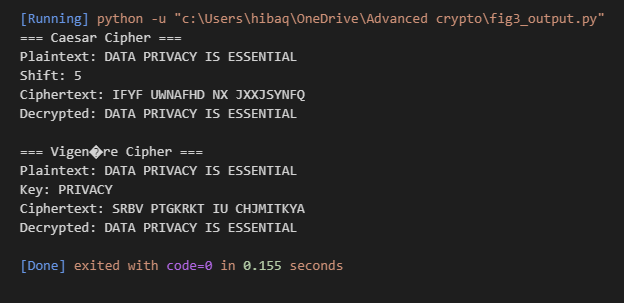 [Running] python -u "c:\Users\hibaq\OneDrive\Advanced crypto\fig3_output.py"
=== Caesar Cipher ===
Plaintext: DATA PRIVACY IS ESSENTIAL
Shift: 5
Ciphertext: IFYF UWNAFHD NX JXXJSYNFQ
Decrypted: DATA PRIVACY IS ESSENTIAL
=== Vigen�re Cipher ===
Plaintext: DATA PRIVACY IS ESSENTIAL
Key: PRIVACY
Ciphertext: SRBV PTGKRKT IU CHJMITKYA
Decrypted: DATA PRIVACY IS ESSENTIAL
[Done] exited with code=0 in 0.155 seconds